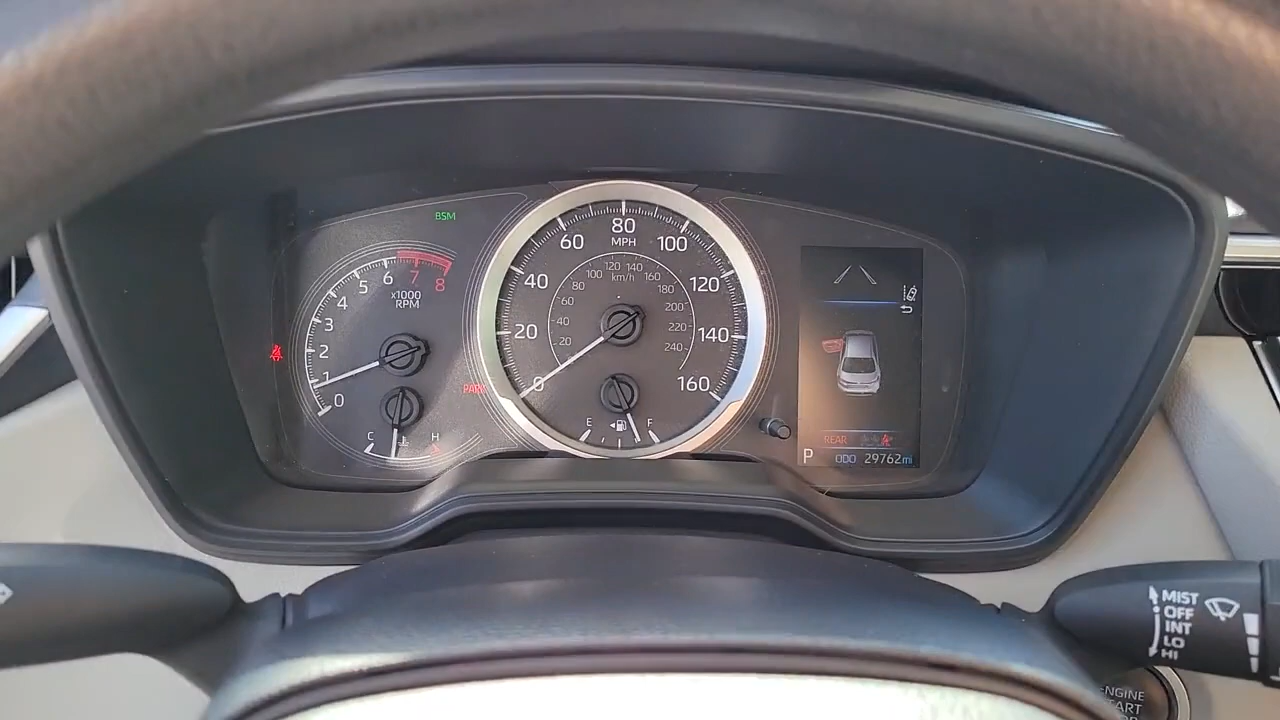 BSM
0
1
2
3
4
5
6
7
8
x1000
RPM
C
H
PARK
0
20
40
60
80
100
120
140
160
MPH
20
40
60
80
100
120
140
160
180
200
220
240
km/h
E
F
REAR
P ODO 29762mi
MIST
OFF
INT
LO
HI
ENGINE